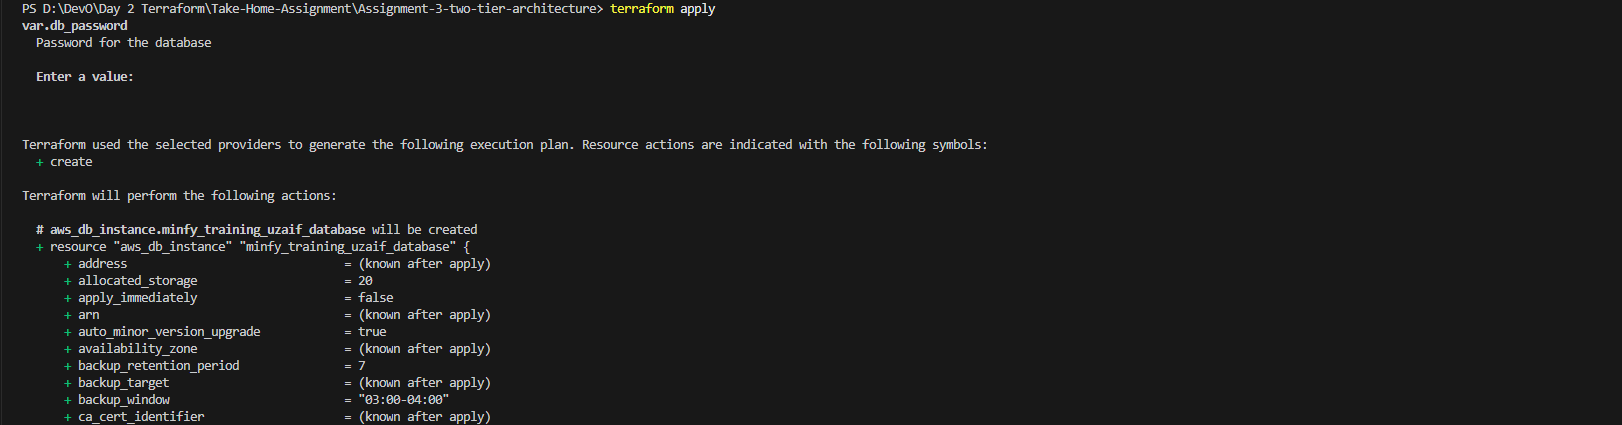 PS D:\DevO\Day 2 Terraform\Take-Home-Assignment\Assignment-3-two-tier-architecture> terraform apply
var.db_password
  Password for the database

  Enter a value:

Terraform used the selected providers to generate the following execution plan. Resource actions are indicated with the following symbols:
  + create

Terraform will perform the following actions:

  # aws_db_instance.minfy_training_uzaif_database will be created
  + resource "aws_db_instance" "minfy_training_uzaif_database" {
      + address                               = (known after apply)
      + allocated_storage                     = 20
      + apply_immediately                     = false
      + arn                                   = (known after apply)
      + auto_minor_version_upgrade            = true
      + availability_zone                     = (known after apply)
      + backup_retention_period               = 7
      + backup_target                         = (known after apply)
      + backup_window                         = "03:00-04:00"
      + ca_cert_identifier                    = (known after apply)